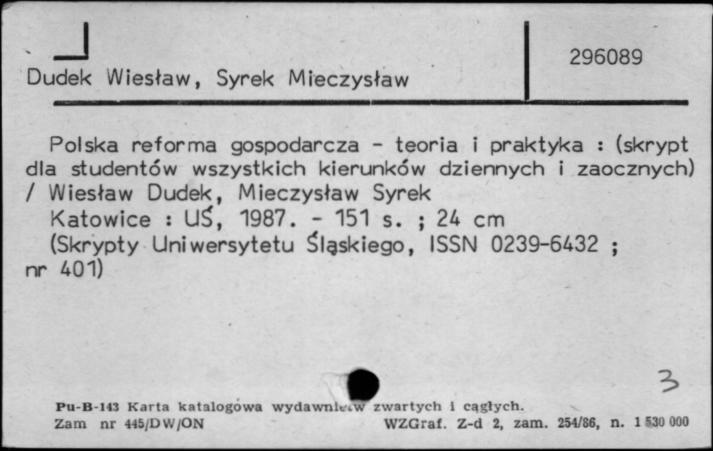 296089
Dudek Wiesław, Syrek Mieczysław
Polska reforma gospodarcza - teoria i praktyka : (skrypt
dla studentów wszystkich kierunków dziennych i zaocznych)
/ Wiesław Dudek, Mieczysław Syrek
Katowice : UŚ, 1987. - 151 s. ; 24 cm
(Skrypty Uniwersytetu Śląskiego, ISSN 0239-6432 ;
nr 401)
3
Pu-B-143 Karta katalogowa wydawnictw zwartych i ciągłych.
Zam nr 445/DW/ON WZGraf. Z-d 2, zam. 254/86, n. 1 530 000